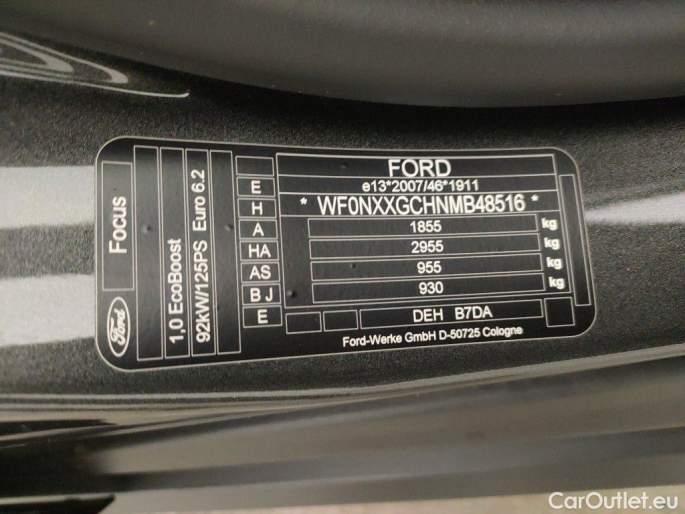 FORD
e13*2007/46*1911
* WF0NXXGCHNMB48516 *
1855 kg
2955 kg
955 kg
930 kg
DEH B7DA
Ford-Werke GmbH D-50725 Cologne
E
H
A
HA
AS
B J
E
Focus
1,0 EcoBoost
92kW/125PS Euro 6.2
Ford
CarOutlet.eu